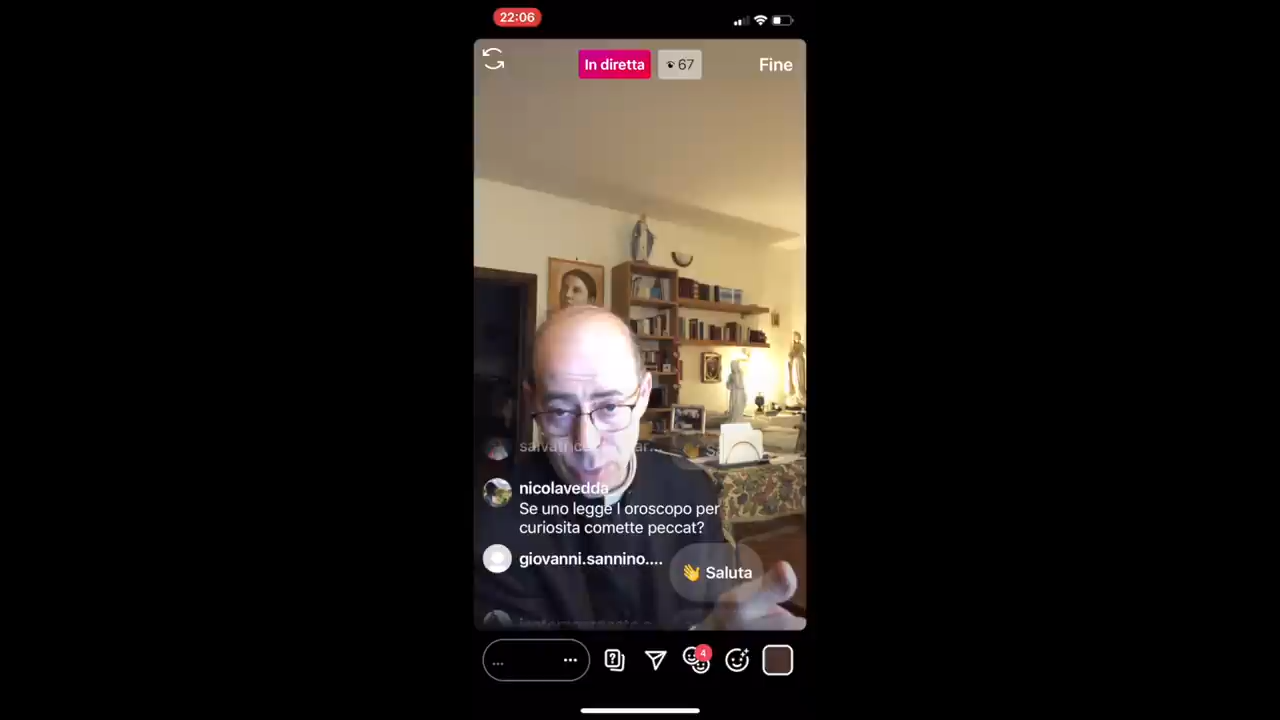 22:06
In diretta
67
Fine
nicolavedda
Se uno legge l oroscopo per
curiosita comette peccat?
giovanni.sannino....
👋 Saluta
...
4